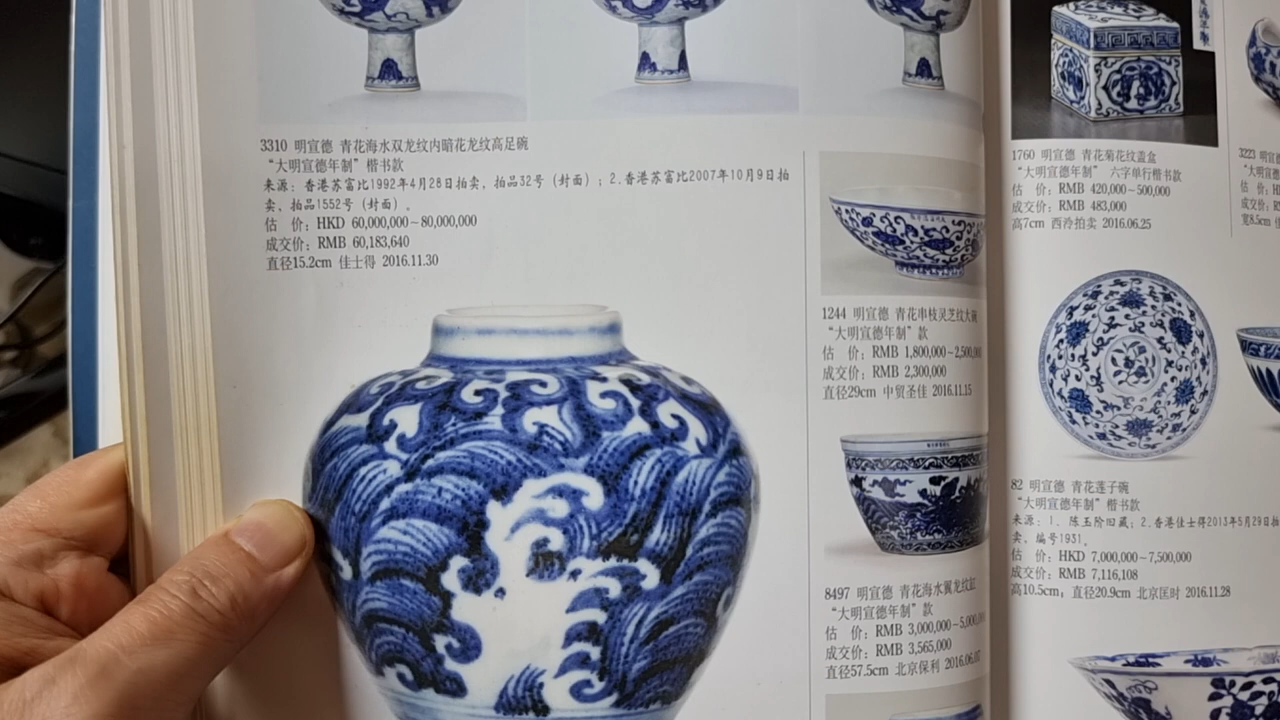 3310 明宣德 青花海水双龙纹内暗花龙纹高足碗
“大明宣德年制”楷书款
来源：香港苏富比1992年4月28日拍卖，拍品32号（封面）；2.香港苏富比2007年10月9日拍
卖，拍品1552号（封面）。
估 价：HKD 60,000,000~80,000,000
成交价：RMB 60,183,640
直径15.2cm 佳士得 2016.11.30
1244 明宣德 青花串枝灵芝纹大碗
“大明宣德年制”款
估 价：RMB 1,800,000~2,500,000
成交价：RMB 2,300,000
直径29cm 中贸圣佳 2016.11.15
8497 明宣德 青花海水翼龙纹缸
“大明宣德年制”款
估 价：RMB 3,000,000~5,000,000
成交价：RMB 3,565,000
直径57.5cm 北京保利 2016.06.07
1760 明宣德 青花菊花纹盖盒
“大明宣德年制” 六字单行楷书款
估 价：RMB 420,000~500,000
成交价：RMB 483,000
高7cm 西泠拍卖 2016.06.25
82 明宣德 青花莲子碗
“大明宣德年制”楷书款
来源：1. 陈玉阶旧藏；2.香港佳士得2013年5月29日拍
卖，编号1931。
估 价：HKD 7,000,000~7,500,000
成交价：RMB 7,116,108
高10.5cm；直径20.9cm 北京匡时 2016.11.28
3223 明宣德
“大明宣德年
估 价：
成交价：
宽8.5cm